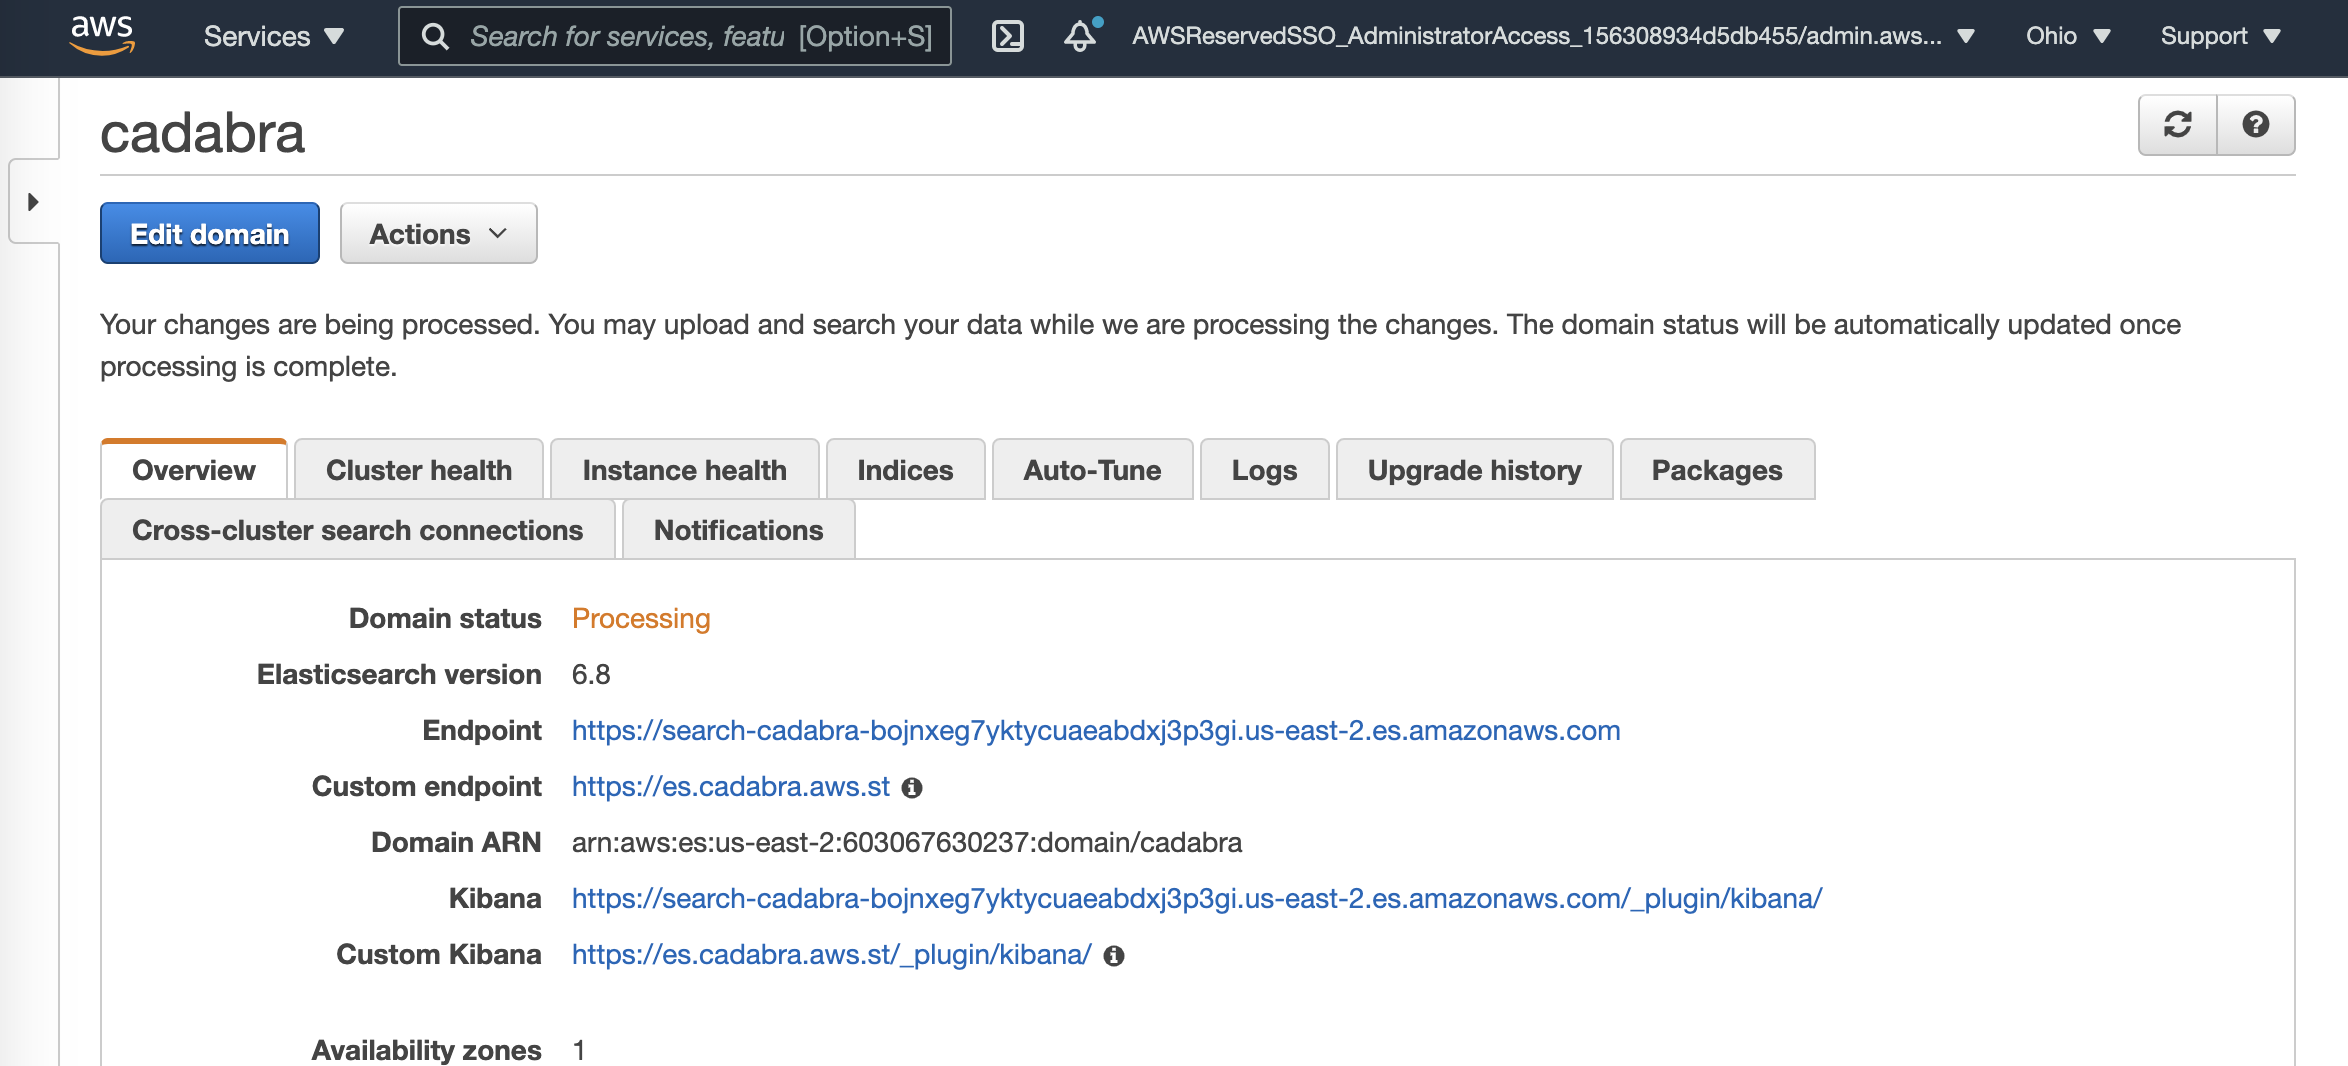 aws Services Search for services, featu [Option+S] AWSReservedSSO_AdministratorAccess_156308934d5db455/admin.aws... Ohio Support
cadabra
Edit domain Actions
Your changes are being processed. You may upload and search your data while we are processing the changes. The domain status will be automatically updated once
processing is complete.
Overview Cluster health Instance health Indices Auto-Tune Logs Upgrade history Packages
Cross-cluster search connections Notifications
Domain status Processing
Elasticsearch version 6.8
Endpoint https://search-cadabra-bojnxeg7yktycuaeabdxj3p3gi.us-east-2.es.amazonaws.com
Custom endpoint https://es.cadabra.aws.st
Domain ARN arn:aws:es:us-east-2:603067630237:domain/cadabra
Kibana https://search-cadabra-bojnxeg7yktycuaeabdxj3p3gi.us-east-2.es.amazonaws.com/_plugin/kibana/
Custom Kibana https://es.cadabra.aws.st/_plugin/kibana/
Availability zones 1